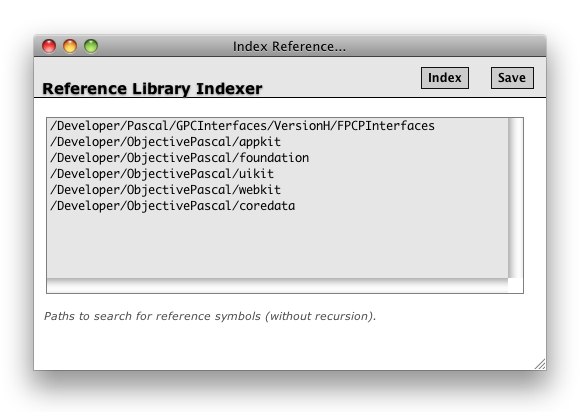 Index Reference...
Reference Library Indexer
Index
Save
/Developer/Pascal/GPCInterfaces/VersionH/FPCPInterfaces
/Developer/ObjectivePascal/appkit
/Developer/ObjectivePascal/foundation
/Developer/ObjectivePascal/uikit
/Developer/ObjectivePascal/webkit
/Developer/ObjectivePascal/coredata
Paths to search for reference symbols (without recursion).